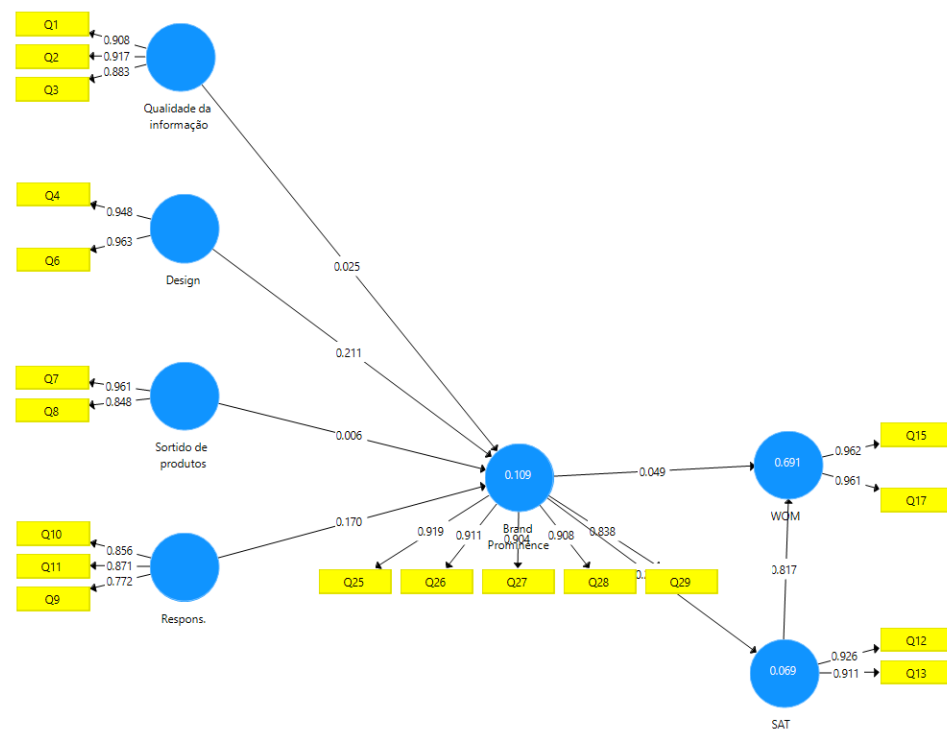 Q1
0.908
Q2
0.917
Q3
0.883
Qualidade da
informação
Q4
0.948
Q6
0.963
Design
0.025
0.211
Q7
0.961
Q8
0.848
Sortido de
produtos
0.006
Q10
0.856
Q11
0.871
Q9
0.772
Respons.
0.170
0.109
Brand
Prominence
0.919
0.911
0.904
0.908
0.838
Q25
Q26
Q27
Q28
Q29
0.049
0.691
WOM
0.962
Q15
0.961
Q17
0.817
0.069
SAT
0.926
Q12
0.911
Q13